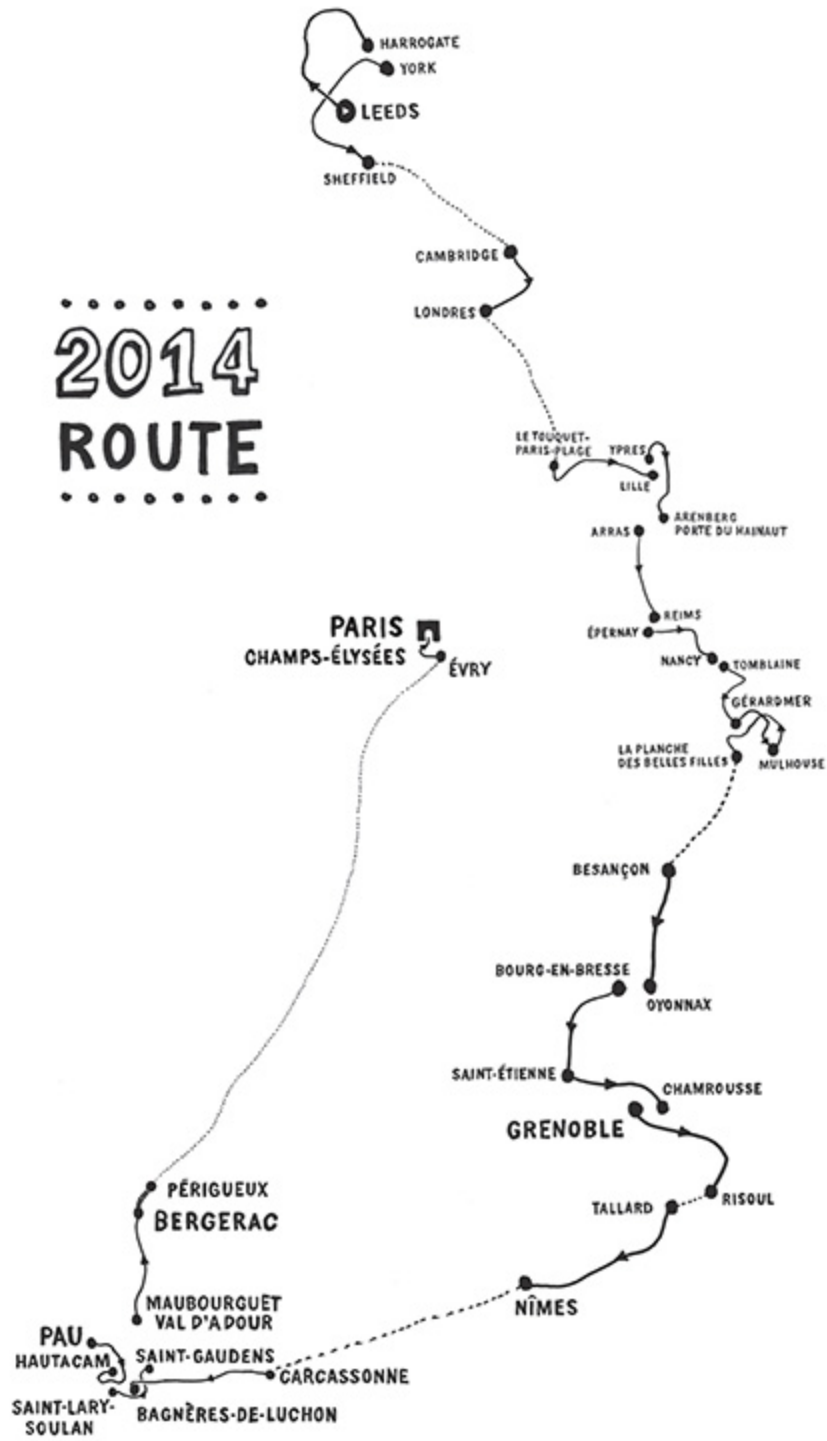 HARROGATE
YORK
LEEDS
SHEFFIELD
CAMBRIDGE
LONDRES
2014
ROUTE
LE TOUQUET-
PARIS-PLAGE
YPRES
LILLE
ARENBERG
PORTE DU HAINAUT
ARRAS
REIMS
ÉPERNAY
PARIS
CHAMPS-ÉLYSÉES
ÉVRY
NANCY
TOMBLAINE
GÉRARDMER
LA PLANCHE
DES BELLES FILLES
MULHOUSE
BESANÇON
BOURG-EN-BRESSE
OYONNAX
SAINT-ÉTIENNE
CHAMROUSSE
GRENOBLE
PÉRIGUEUX
BERGERAC
TALLARD
RISOUL
NÎMES
MAUBOURGUËT
VAL D'ADOUR
PAU
HAUTACAM
SAINT-GAUDENS
CARCASSONNE
SAINT-LARY-
SOULAN
BAGNÈRES-DE-LUCHON